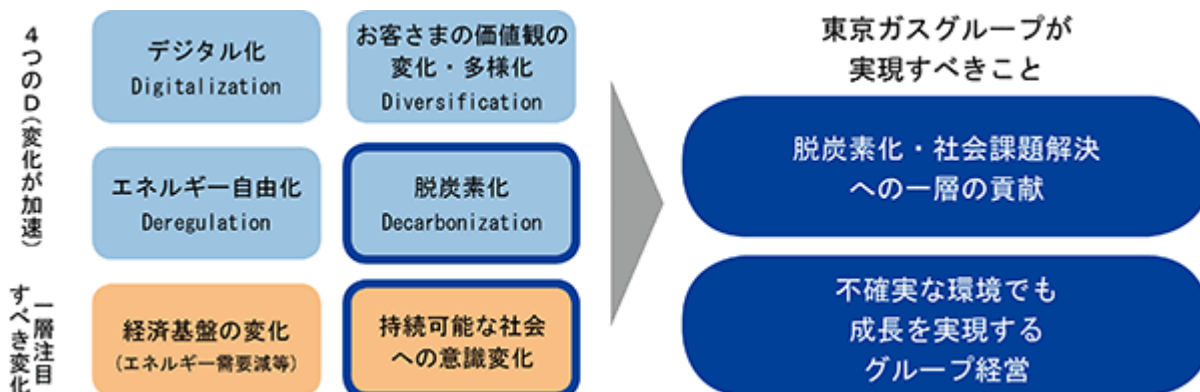 4つのD(変化が加速)
デジタル化
Digitalization
お客さまの価値観の
変化・多様化
Diversification
エネルギー自由化
Deregulation
脱炭素化
Decarbonization
一層注目
すべき変化
経済基盤の変化
(エネルギー需要減等)
持続可能な社会
への意識変化
東京ガスグループが
実現すべきこと
脱炭素化・社会課題解決
への一層の貢献
不確実な環境でも
成長を実現する
グループ経営